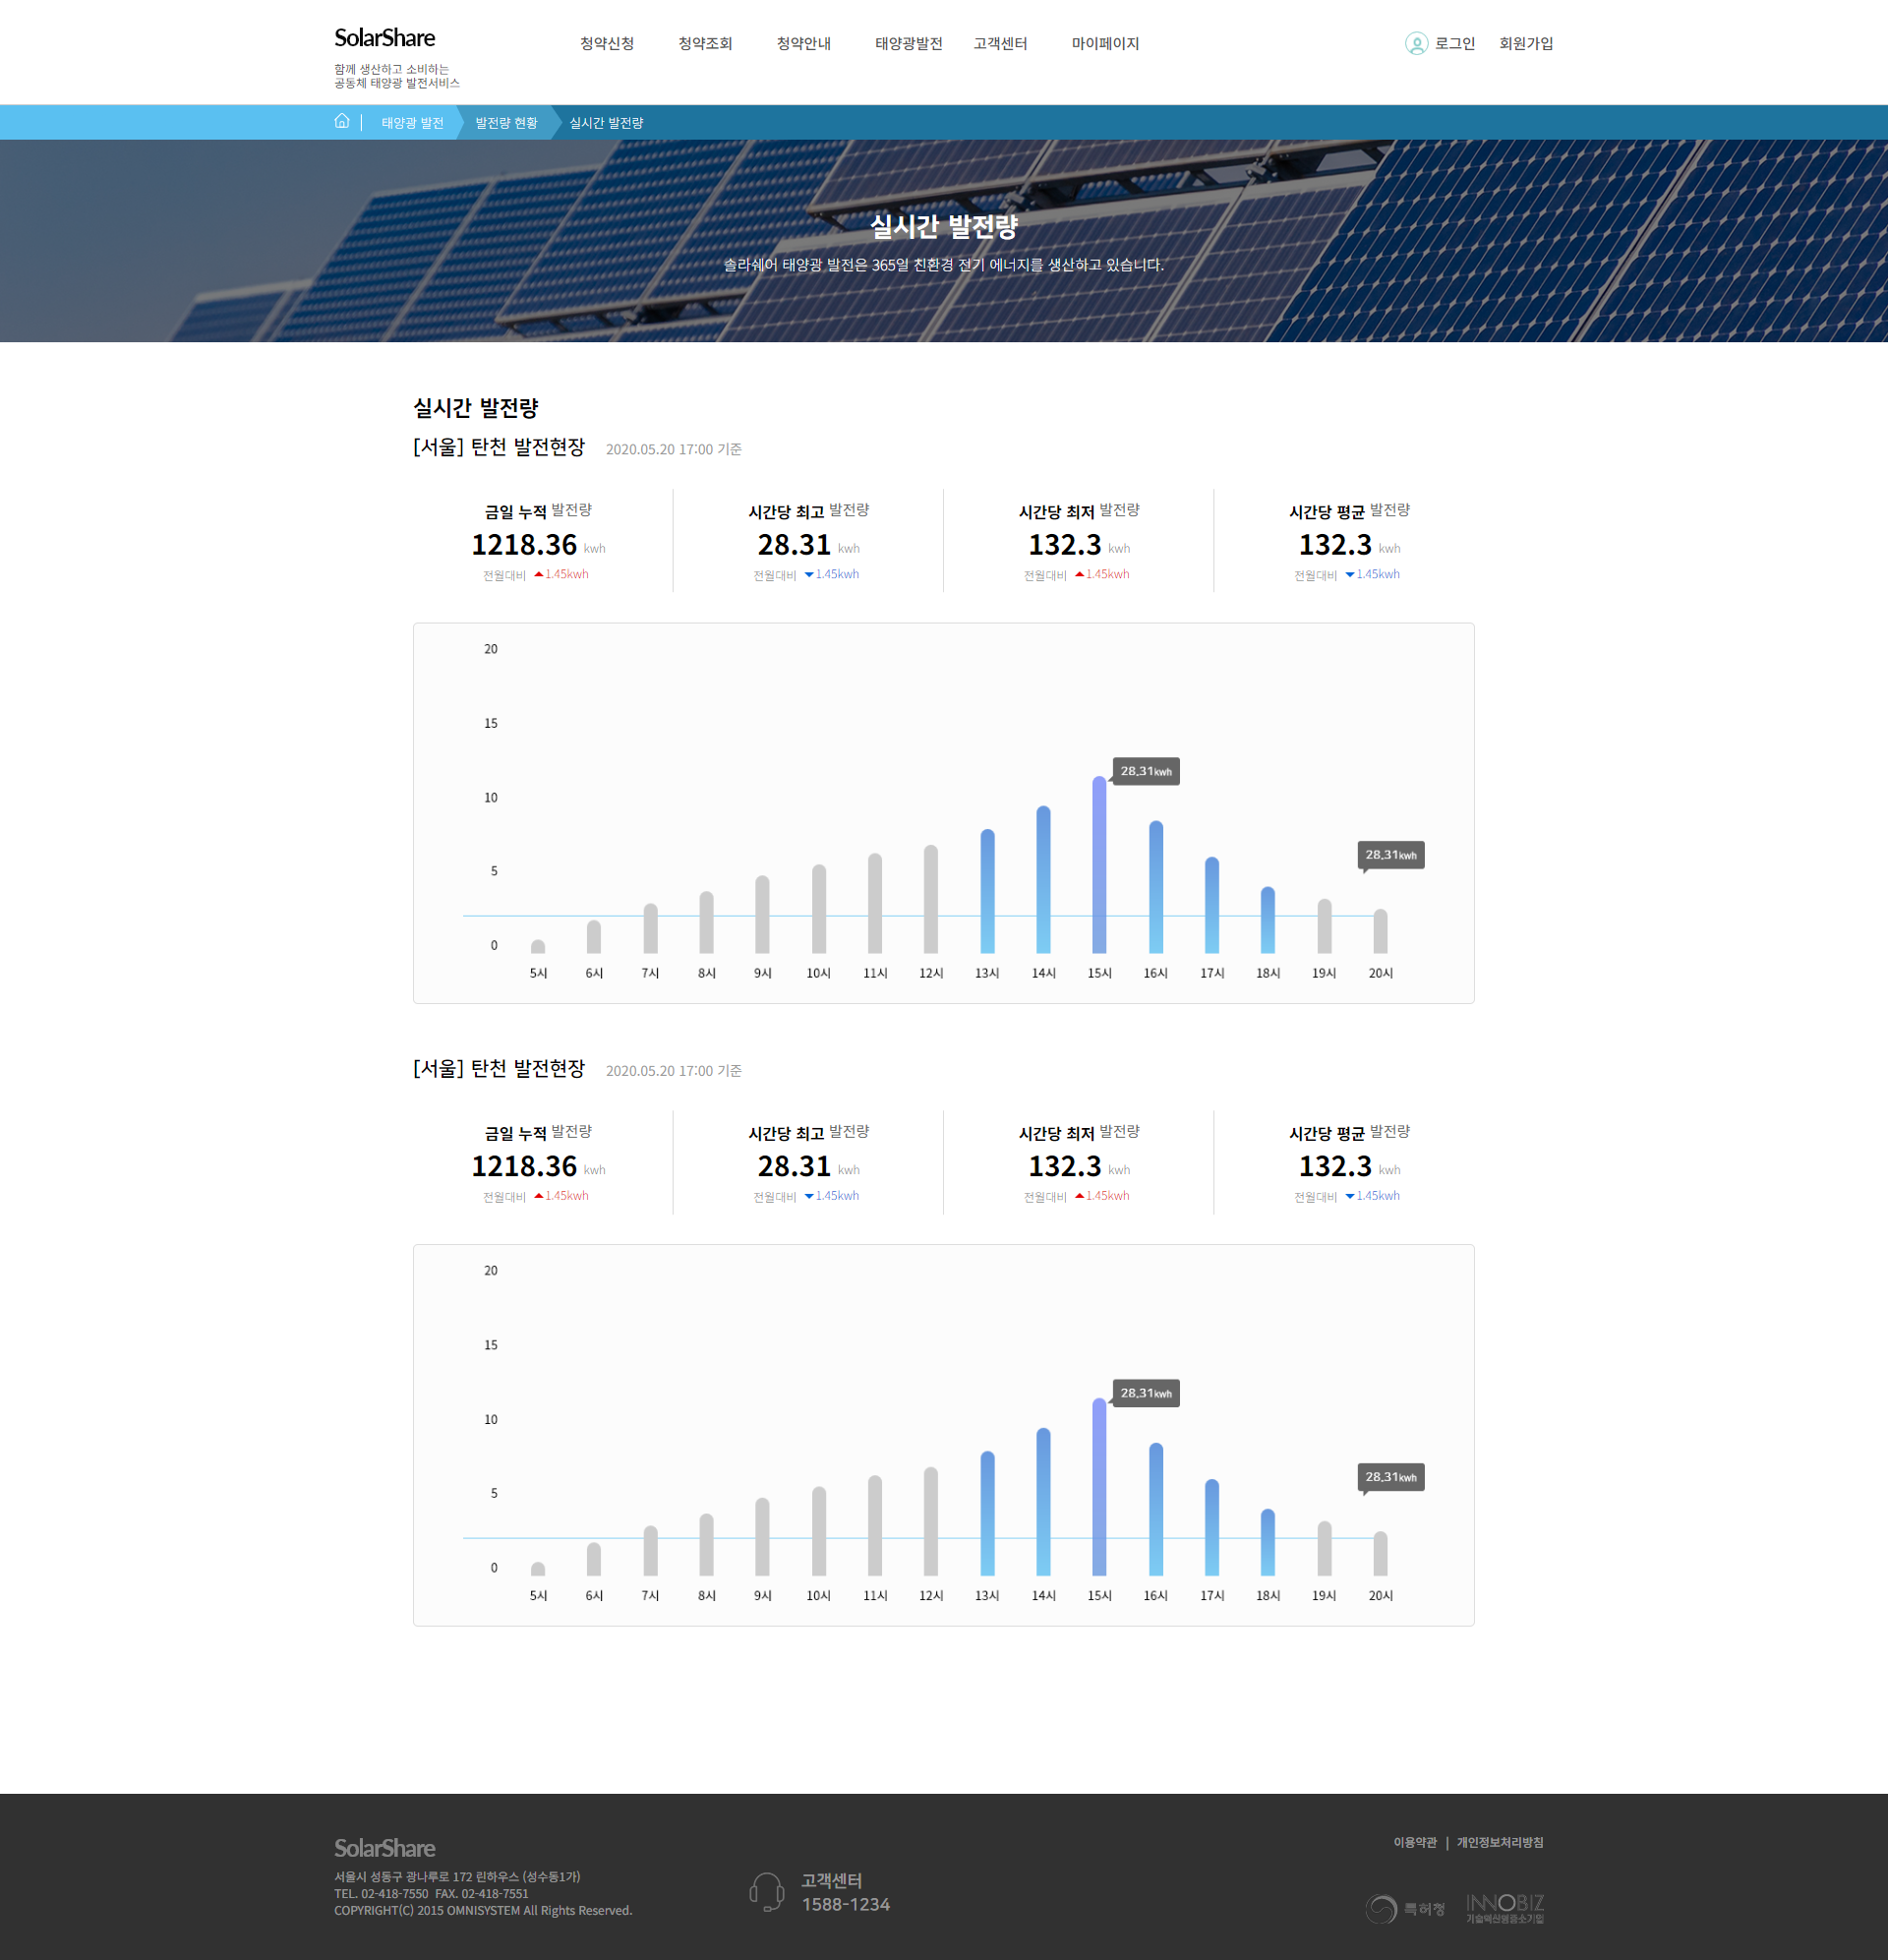 SolarShare
함께 생산하고 소비하는
공동체 태양광 발전서비스
청약신청 청약조회 청약안내 태양광발전 고객센터 마이페이지
로그인 회원가입
태양광 발전 발전량 현황 실시간 발전량
실시간 발전량
솔라쉐어 태양광 발전은 365일 친환경 전기 에너지를 생산하고 있습니다.
실시간 발전량
[서울] 탄천 발전현장 2020.05.20 17:00 기준
금일 누적 발전량 시간당 최고 발전량 시간당 최저 발전량 시간당 평균 발전량
1218.36 kwh 28.31 kwh 132.3 kwh 132.3 kwh
전월대비 ▲1.45kwh 전월대비 ▼1.45kwh 전월대비 ▲1.45kwh 전월대비 ▼1.45kwh
20
15
28.31kwh
10
28.31kwh
5
0
5시 6시 7시 8시 9시 10시 11시 12시 13시 14시 15시 16시 17시 18시 19시 20시
[서울] 탄천 발전현장 2020.05.20 17:00 기준
금일 누적 발전량 시간당 최고 발전량 시간당 최저 발전량 시간당 평균 발전량
1218.36 kwh 28.31 kwh 132.3 kwh 132.3 kwh
전월대비 ▲1.45kwh 전월대비 ▼1.45kwh 전월대비 ▲1.45kwh 전월대비 ▼1.45kwh
20
15
28.31kwh
10
28.31kwh
5
0
5시 6시 7시 8시 9시 10시 11시 12시 13시 14시 15시 16시 17시 18시 19시 20시
SolarShare
이용약관 | 개인정보처리방침
서울시 성동구 광나루로 172 린하우스 (성수동1가)
TEL. 02-418-7550 FAX. 02-418-7551
COPYRIGHT(C) 2015 OMNISYSTEM All Rights Reserved.
고객센터
1588-1234
특허청
INNOBIZ
기술혁신형중소기업